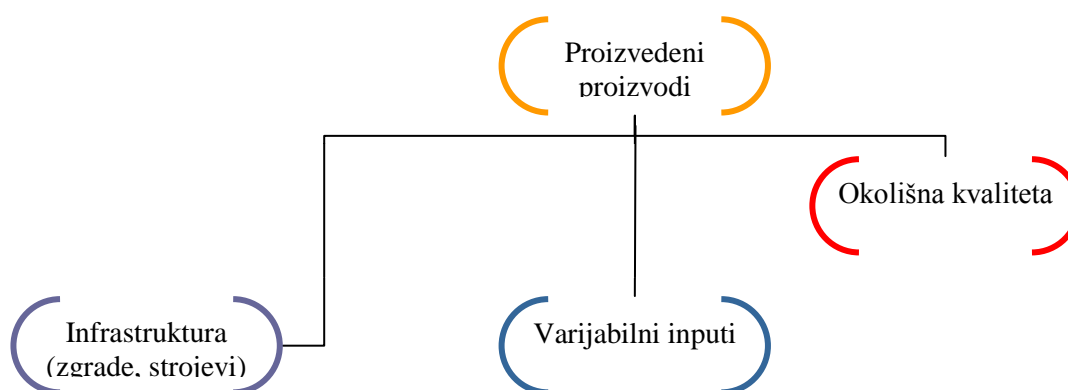 Proizvedeni
proizvodi
Okolišna kvaliteta
Infrastruktura
(zgrade, strojevi)
Varijabilni inputi